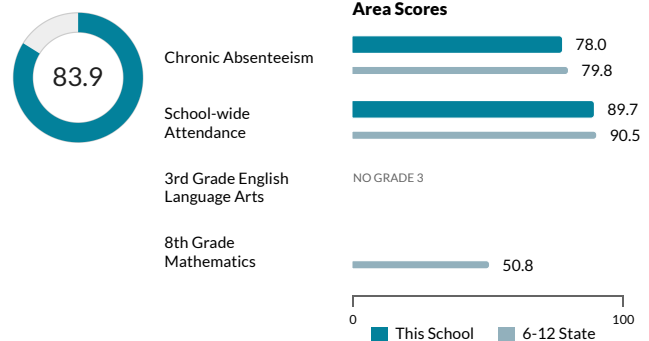 Area Scores
83.9
Chronic Absenteeism
78.0
79.8
School-wide
Attendance
89.7
90.5
3rd Grade English
Language Arts
NO GRADE 3
8th Grade
Mathematics
50.8
0
100
This School
6-12 State